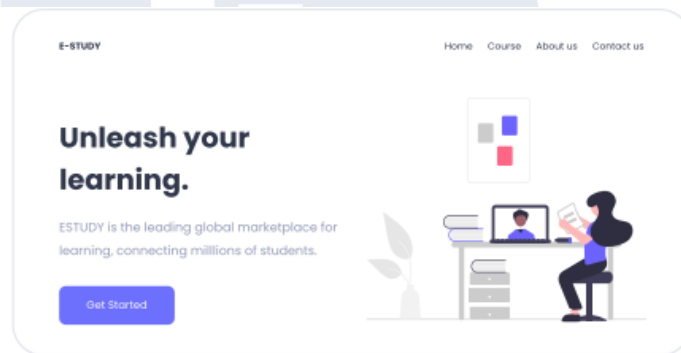 E-STUDY
Home Course About us Contact us
Unleash your
learning.
ESTUDY is the leading global marketplace for
learning, connecting milllions of students.
Get Started